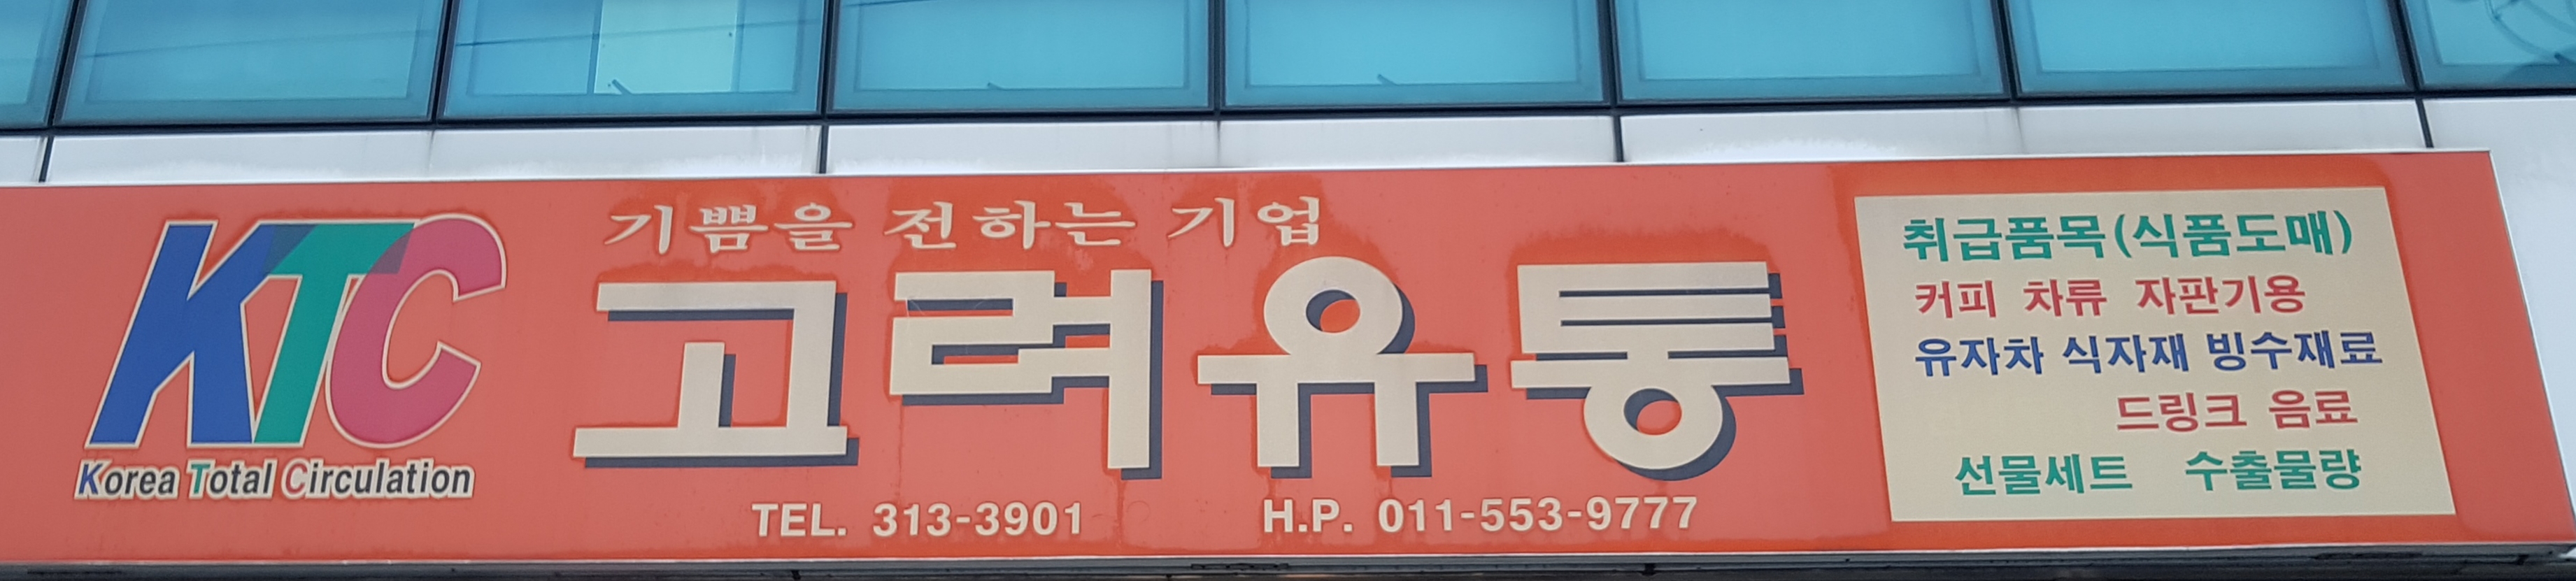 KTC
Korea Total Circulation
기쁨을 전하는 기업
고려유통
TEL. 313-3901 H.P. 011-553-9777
취급품목(식품도매)
커피 차류 자판기용
유자차 식자재 빙수재료
드링크 음료
선물세트 수출물량